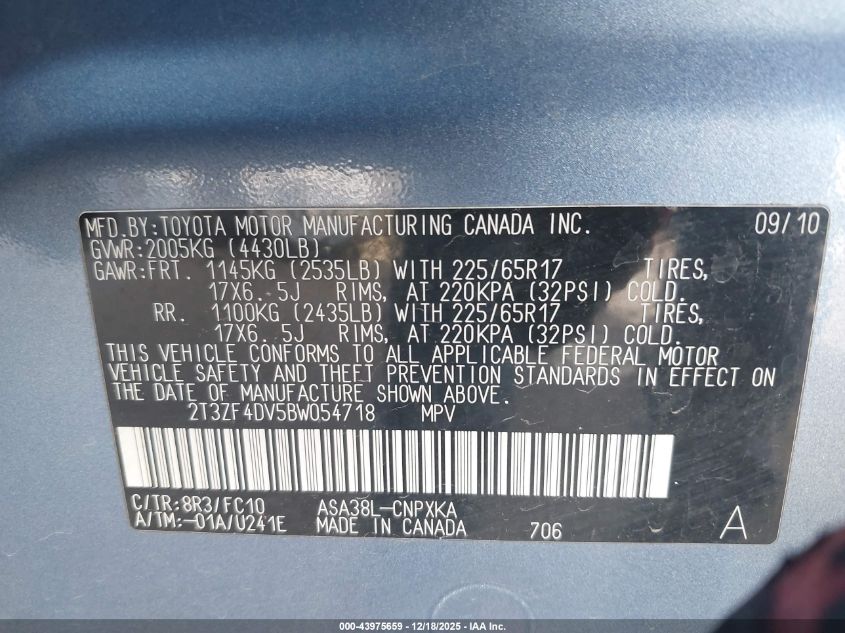 MFD.BY:TOYOTA MOTOR MANUFACTURING CANADA INC. 09/10
GVWR:2005KG (4430LB)
GAWR:FRT. 1145KG (2535LB) WITH 225/65R17 TIRES,
17X6.5J RIMS, AT 220KPA (32PSI) COLD.
RR. 1100KG (2435LB) WITH 225/65R17 TIRES,
17X6.5J RIMS, AT 220KPA (32PSI) COLD.
THIS VEHICLE CONFORMS TO ALL APPLICABLE FEDERAL MOTOR
VEHICLE SAFETY AND THEFT PREVENTION STANDARDS IN EFFECT ON
THE DATE OF MANUFACTURE SHOWN ABOVE.
2T3ZF4DV5BW054718 MPV
C/TR:8R3/FC10 ASA38L-CNPXKA
A/TM:-01A/U241E MADE IN CANADA 706 A
000-43975659 - 12/18/2025 - IAA Inc.